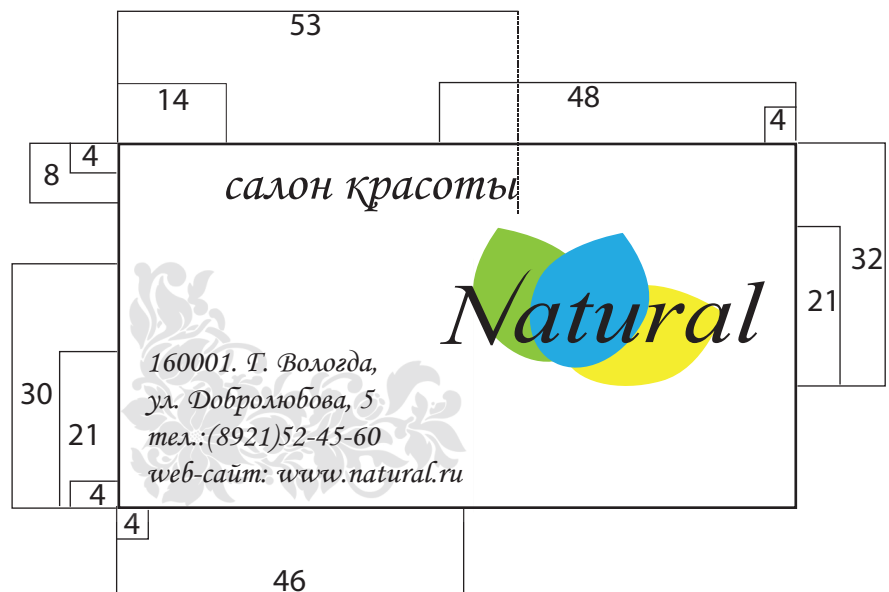 53
14
48
4
4
8
салон красоты
32
21
Natural
160001. Г. Вологда,
ул. Добролюбова, 5
тел.:(8921)52-45-60
web-сайт: www.natural.ru
30
21
4
4
46